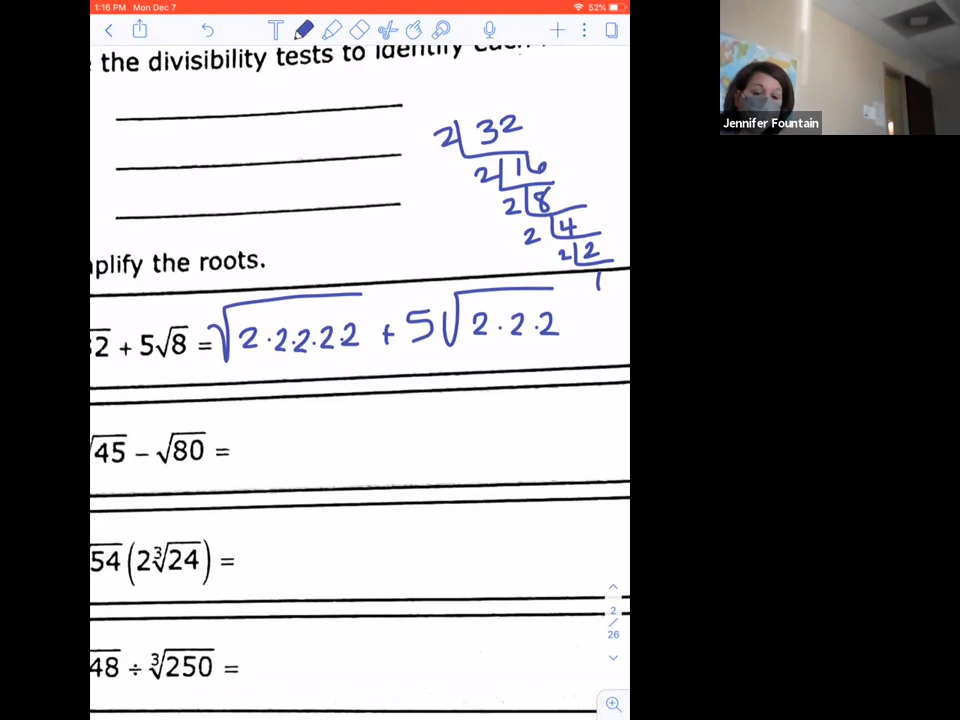 1:16 PM Mon Dec 7
52%
the divisibility tests to identify each
2 32
2 16
2 8
2 4
2 2
1
plify the roots.
2 + 5√8 = √2·2·2·2·2 + 5√2·2·2
√45 − √80 =
54 (2∛24) =
48 ÷ ∛250 =
2
/
26
Jennifer Fountain